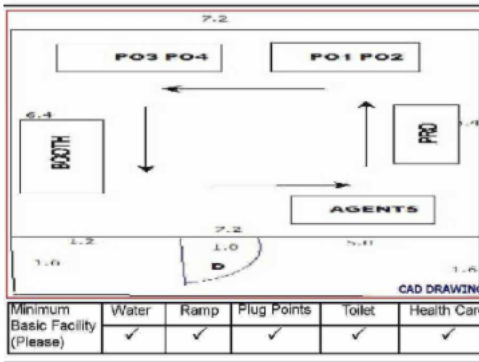 7.2
PO3 PO4
PO1 PO2
6.4
BOOTH
PRO
AGENTS
7.2
1.2
1.0
5.0
1.6
D
1.6
CAD DRAWING
Minimum Basic Facility (Please)
Water
Ramp
Plug Points
Toilet
Health Car
✓ ✓ ✓ ✓ ✓